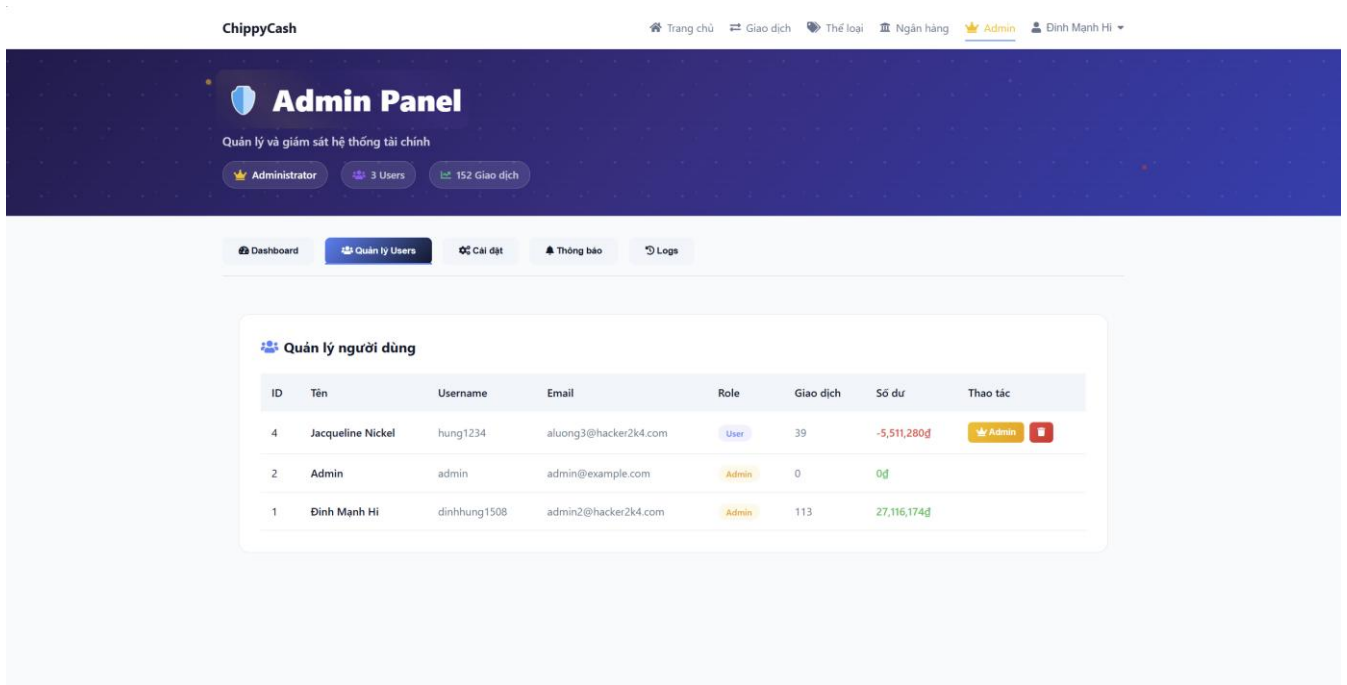 ChippyCash Trang chủ Giao dịch Thể loại Ngân hàng Admin Đinh Mạnh Hi
Admin Panel
Quản lý và giám sát hệ thống tài chính
Administrator 3 Users 152 Giao dịch
Dashboard Quản lý Users Cài đặt Thông báo Logs
Quản lý người dùng
ID Tên Username Email Role Giao dịch Số dư Thao tác
4 Jacqueline Nickel hung1234 aluong3@hacker2k4.com User 39 -5,511,280₫ Admin
2 Admin admin admin@example.com Admin 0 0₫
1 Đinh Mạnh Hi dinhhung1508 admin2@hacker2k4.com Admin 113 27,116,174₫